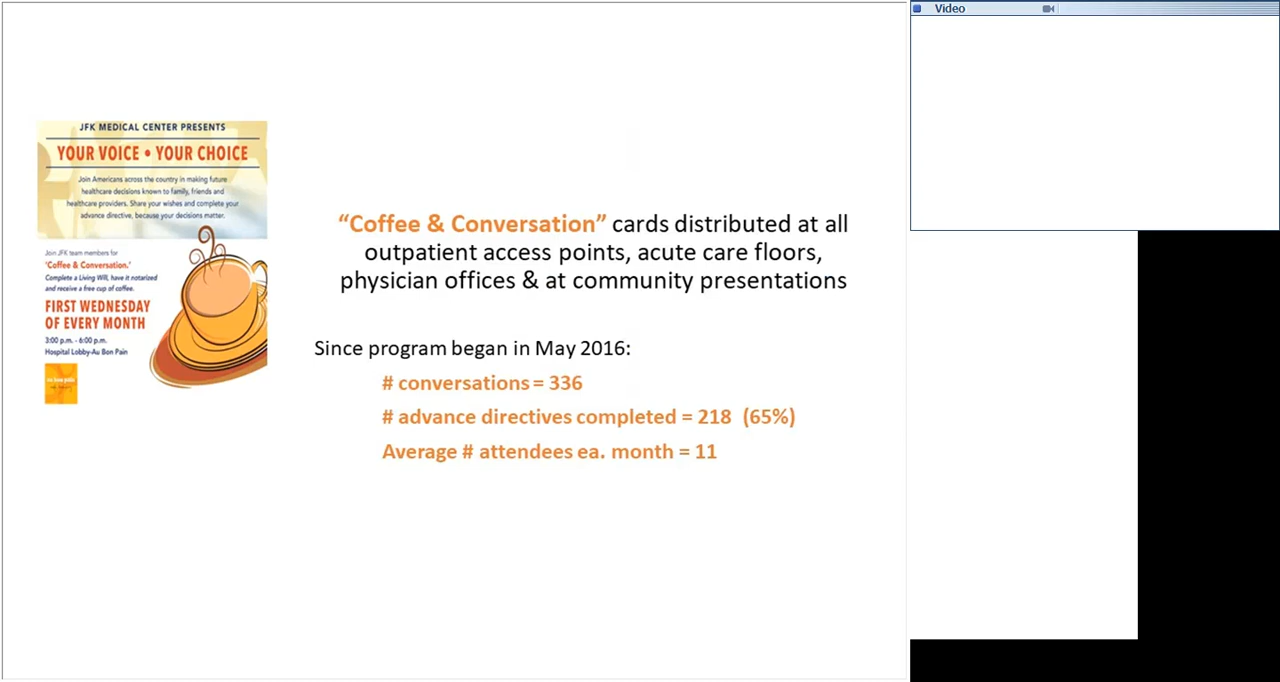 Video
JFK MEDICAL CENTER PRESENTS
YOUR VOICE • YOUR CHOICE
Join Americans across the country in making future
healthcare decisions known to family, friends and
healthcare providers. Share your wishes and complete your
advance directive, because your decisions matter.
Join JFK team members for
'Coffee & Conversation.'
Complete a Living Will, have it notarized
and receive a free cup of coffee.
FIRST WEDNESDAY
OF EVERY MONTH
3:00 p.m. - 6:00 p.m.
Hospital Lobby-Au Bon Pain
au bon pain
“Coffee & Conversation” cards distributed at all
outpatient access points, acute care floors,
physician offices & at community presentations
Since program began in May 2016:
# conversations = 336
# advance directives completed = 218 (65%)
Average # attendees ea. month = 11